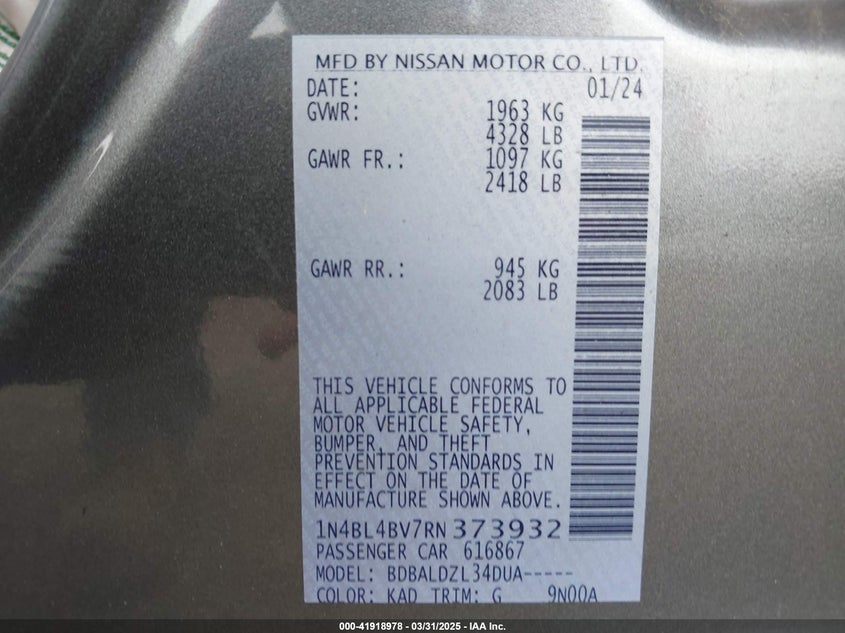 MFD BY NISSAN MOTOR CO., LTD.
DATE: 01/24
GVWR: 1963 KG
4328 LB
GAWR FR.: 1097 KG
2418 LB
GAWR RR.: 945 KG
2083 LB
THIS VEHICLE CONFORMS TO
ALL APPLICABLE FEDERAL
MOTOR VEHICLE SAFETY,
BUMPER, AND THEFT
PREVENTION STANDARDS IN
EFFECT ON THE DATE OF
MANUFACTURE SHOWN ABOVE.
1N4BL4BV7RN373932
PASSENGER CAR 616867
MODEL: BDBALDZL34DUA-----
COLOR: KAD TRIM: G 9N00A
000-41918978 - 03/31/2025 - IAA Inc.